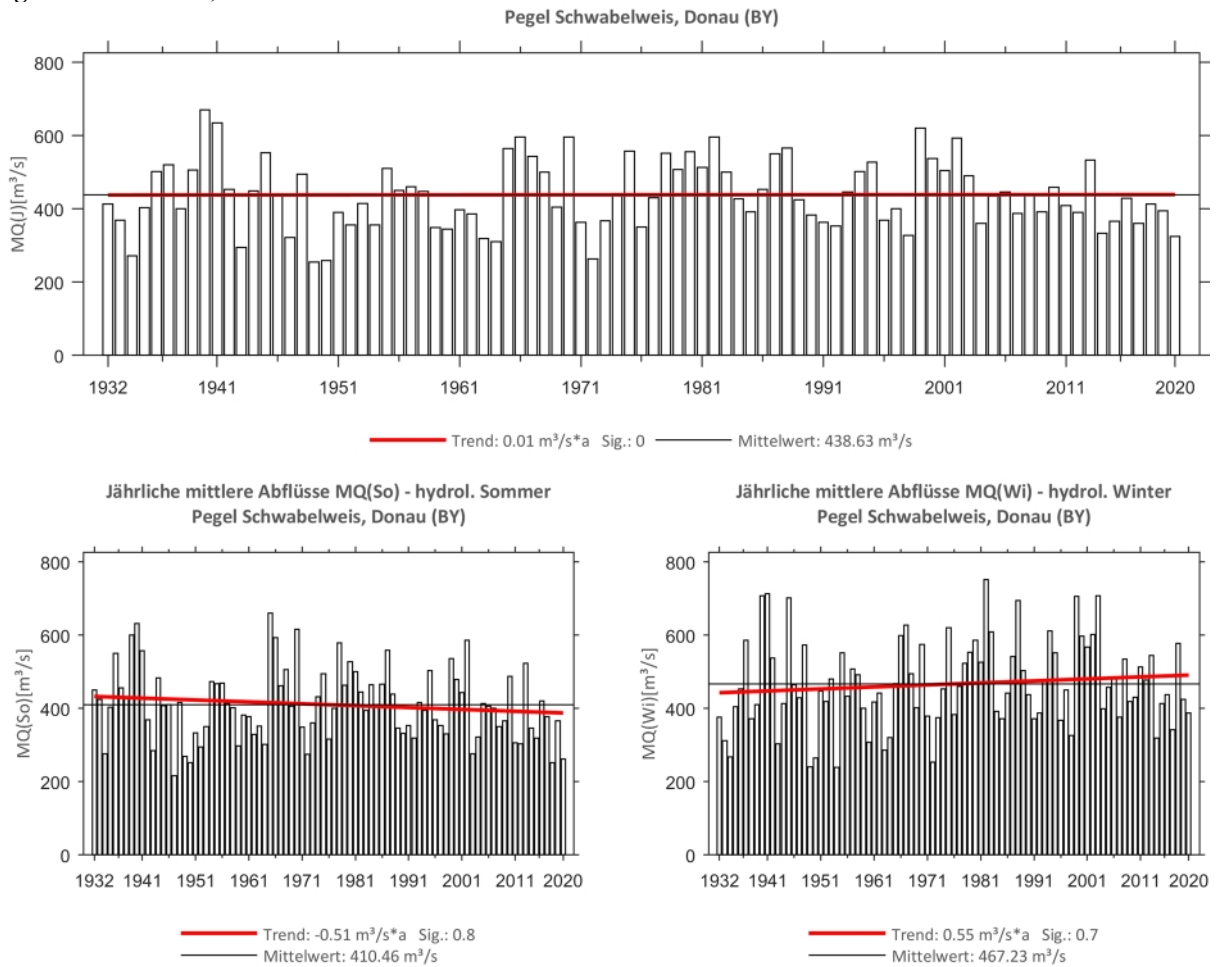 Pegel Schwabelweis, Donau (BY)
800
600
400
200
0
MQ(J)[m³/s]
1932 1941 1951 1961 1971 1981 1991 2001 2011 2020
Trend: 0.01 m³/s*a Sig.: 0 Mittelwert: 438.63 m³/s
Jährliche mittlere Abflüsse MQ(So) - hydrol. Sommer
Pegel Schwabelweis, Donau (BY)
800
600
400
200
0
MQ(So)[m³/s]
1932 1941 1951 1961 1971 1981 1991 2001 2011 2020
Trend: -0.51 m³/s*a Sig.: 0.8
Mittelwert: 410.46 m³/s
Jährliche mittlere Abflüsse MQ(Wi) - hydrol. Winter
Pegel Schwabelweis, Donau (BY)
800
600
400
200
0
MQ(Wi)[m³/s]
1932 1941 1951 1961 1971 1981 1991 2001 2011 2020
Trend: 0.55 m³/s*a Sig.: 0.7
Mittelwert: 467.23 m³/s